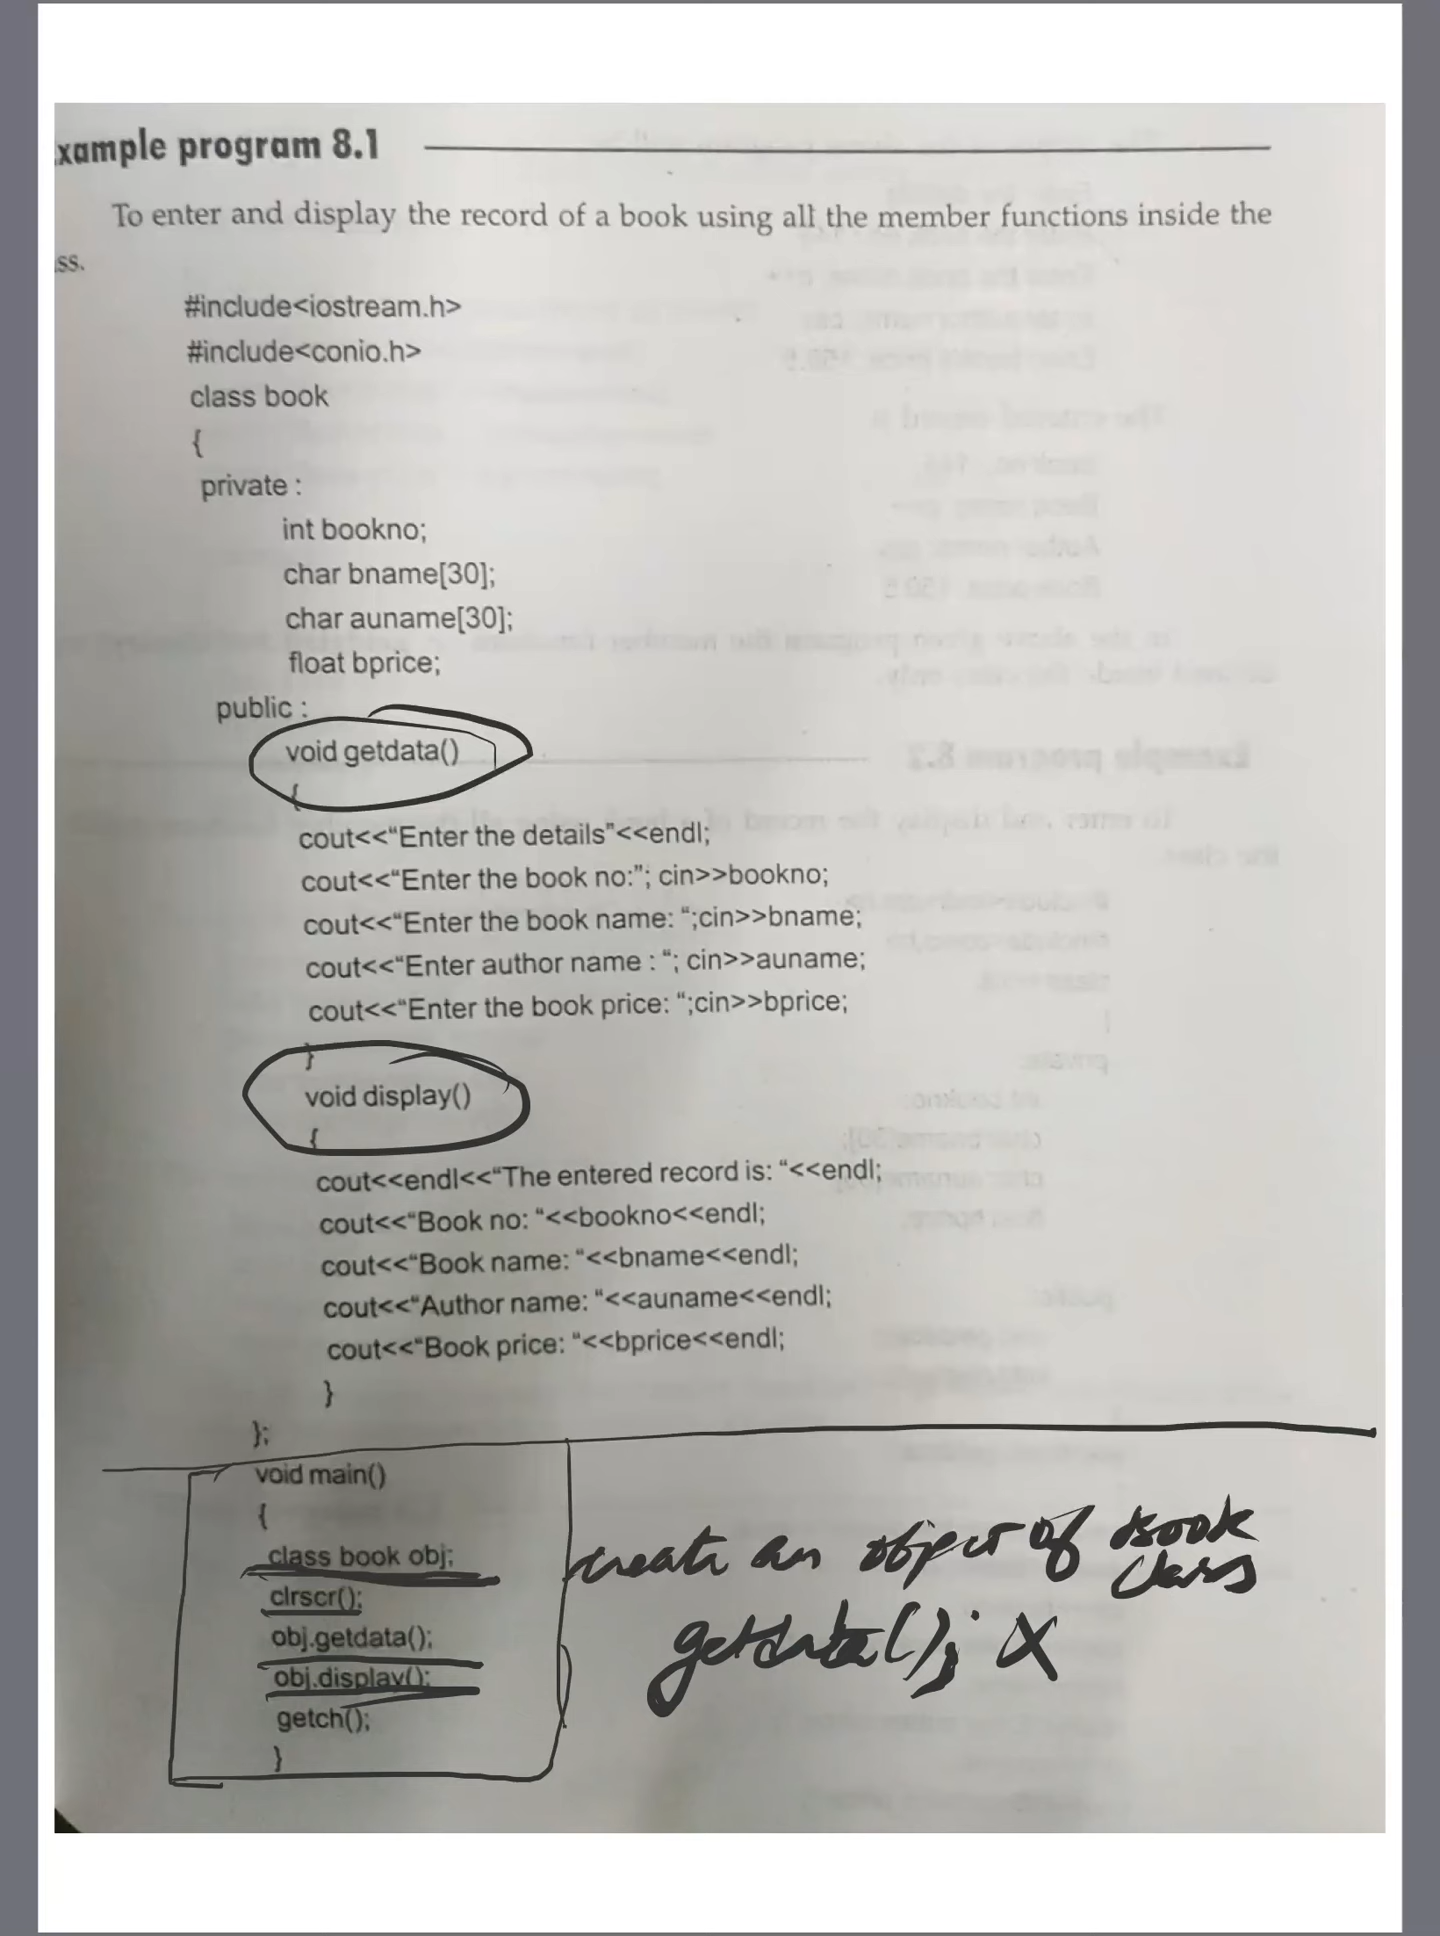 xample program 8.1
To enter and display the record of a book using all the member functions inside the
ss.
#include<iostream.h>
#include<conio.h>
class book
{
private :
int bookno;
char bname[30];
char auname[30];
float bprice;
public :
void getdata()
{
cout<<“Enter the details”<<endl;
cout<<“Enter the book no:”; cin>>bookno;
cout<<“Enter the book name: “;cin>>bname;
cout<<“Enter author name : “; cin>>auname;
cout<<“Enter the book price: “;cin>>bprice;
}
void display()
{
cout<<endl<<“The entered record is: “<<endl;
cout<<“Book no: “<<bookno<<endl;
cout<<“Book name: “<<bname<<endl;
cout<<“Author name: “<<auname<<endl;
cout<<“Book price: “<<bprice<<endl;
}
};
void main()
{
class book obj;
create an object of Book
class
clrscr();
obj.getdata();
getdata(); X
obj.display();
getch();
}